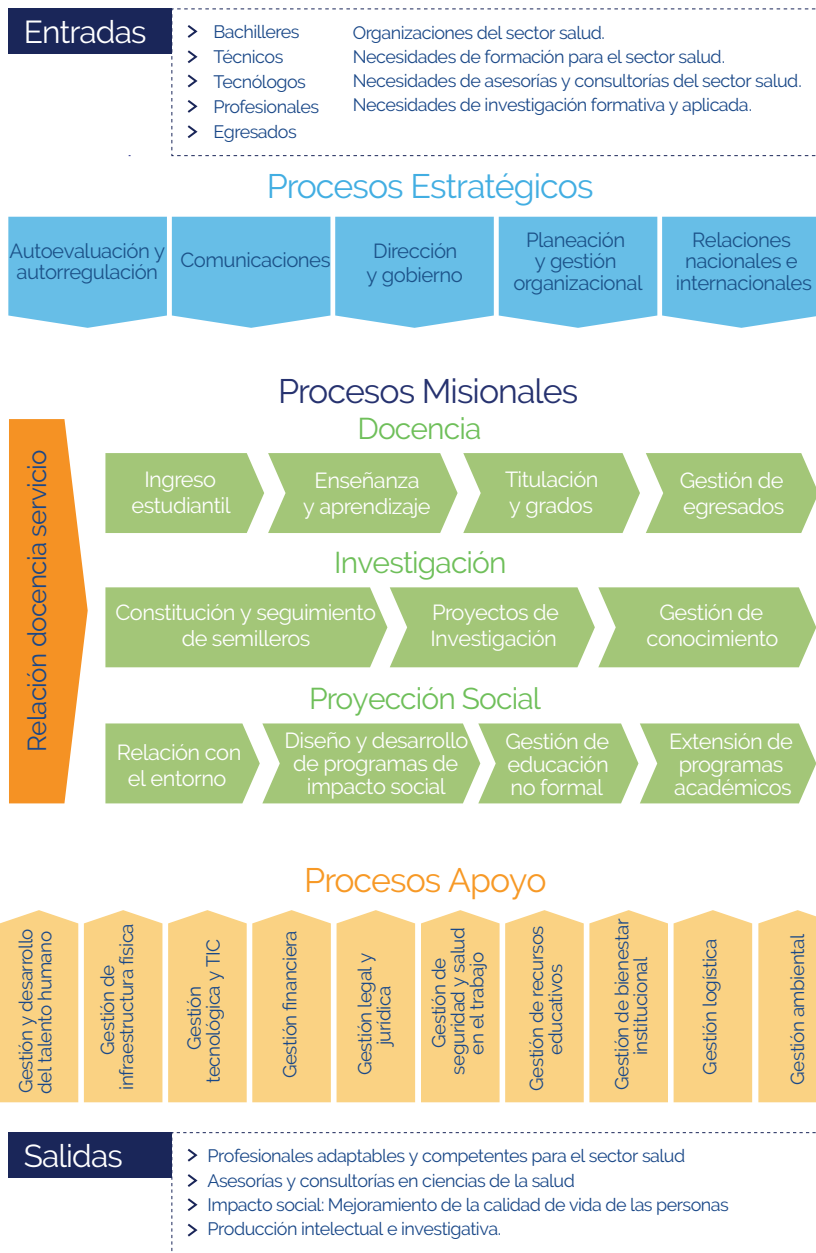 Entradas
> Bachilleres
> Técnicos
> Tecnólogos
> Profesionales
> Egresados
Organizaciones del sector salud.
Necesidades de formación para el sector salud.
Necesidades de asesorías y consultorías del sector salud.
Necesidades de investigación formativa y aplicada.
Procesos Estratégicos
Autoevaluación y
autorregulación
Comunicaciones
Dirección
y gobierno
Planeación
y gestión
organizacional
Relaciones
nacionales e
internacionales
Procesos Misionales
Relación docencia servicio
Docencia
Ingreso
estudiantil
Enseñanza
y aprendizaje
Titulación
y grados
Gestión de
egresados
Investigación
Constitución y seguimiento
de semilleros
Proyectos de
Investigación
Gestión de
conocimiento
Proyección Social
Relación con
el entorno
Diseño y desarrollo
de programas de
impacto social
Gestión de
educación
no formal
Extensión de
programas
académicos
Procesos Apoyo
Gestión y desarrollo
del talento humano
Gestión de
infraestructura física
Gestión
tecnológica y TIC
Gestión financiera
Gestión legal y
jurídica
Gestión de
seguridad y salud
en el trabajo
Gestión de recursos
educativos
Gestión de bienestar
institucional
Gestión logística
Gestión ambiental
Salidas
> Profesionales adaptables y competentes para el sector salud
> Asesorías y consultorías en ciencias de la salud
> Impacto social: Mejoramiento de la calidad de vida de las personas
> Producción intelectual e investigativa.